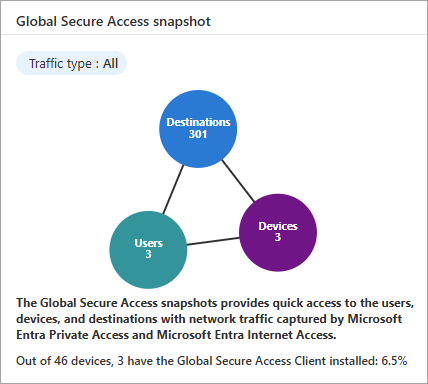 Global Secure Access snapshot
Traffic type : All
Destinations
301
Devices
3
Users
3
The Global Secure Access snapshots provides quick access to the users,
devices, and destinations with network traffic captured by Microsoft
Entra Private Access and Microsoft Entra Internet Access.
Out of 46 devices, 3 have the Global Secure Access Client installed: 6.5%